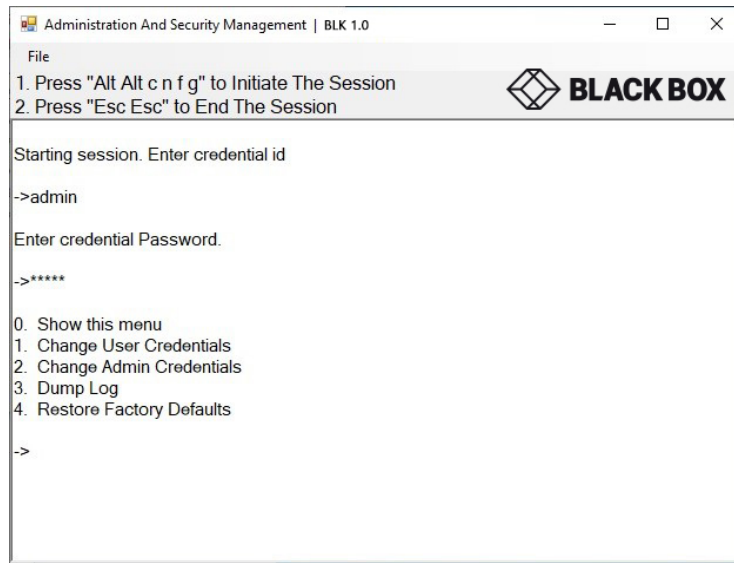 Administration And Security Management | BLK 1.0
File
1. Press "Alt Alt c n f g" to Initiate The Session
2. Press "Esc Esc" to End The Session
BLACK BOX
Starting session. Enter credential id
->admin
Enter credential Password.
->*****
0. Show this menu
1. Change User Credentials
2. Change Admin Credentials
3. Dump Log
4. Restore Factory Defaults
->